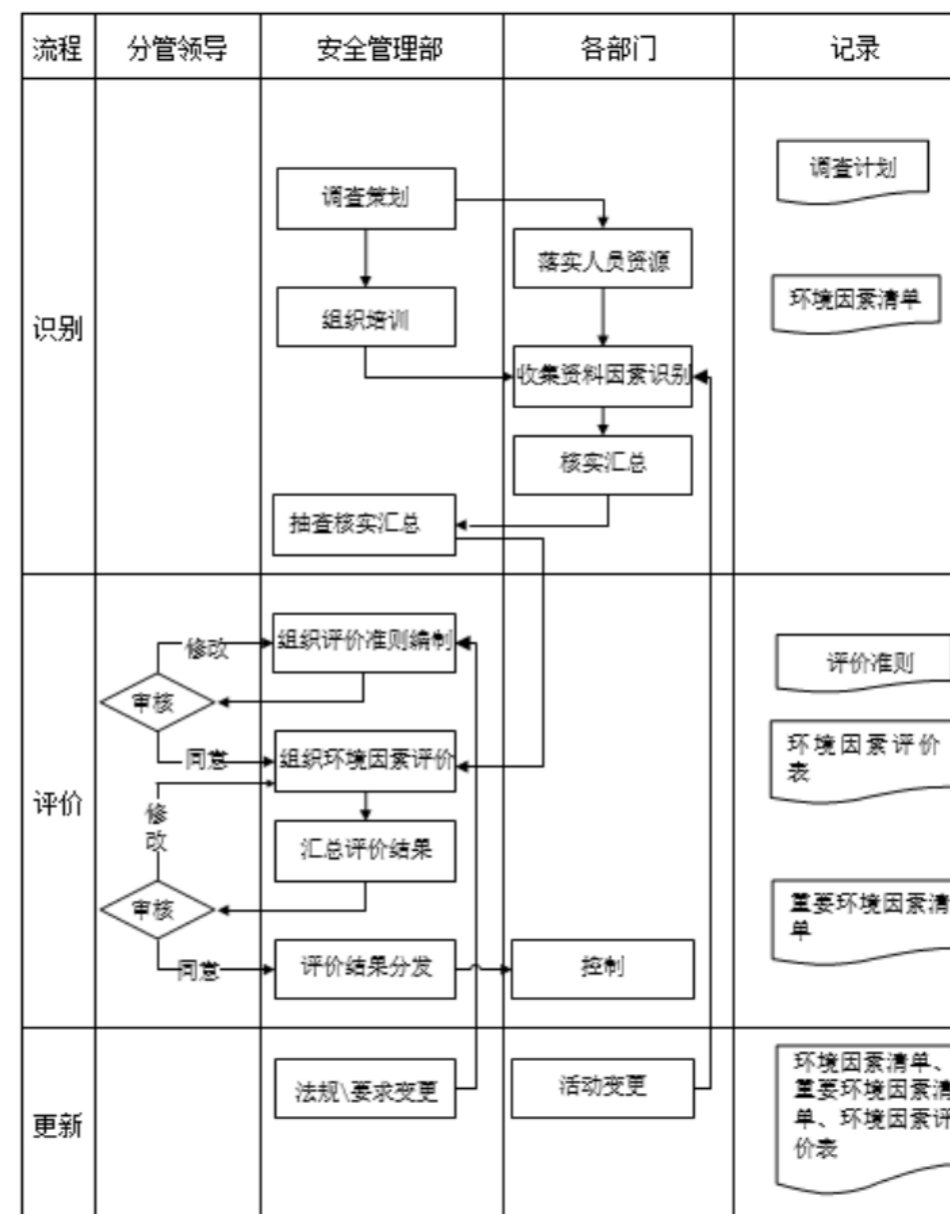 流程
分管领导
安全管理部
各部门
记录
识别
调查策划
落实人员资源
组织培训
收集资料因素识别
核实汇总
抽查核实汇总
调查计划
环境因素清单
评价
修改
组织评价准则编制
审核
同意
组织环境因素评价
修
改
汇总评价结果
审核
同意
评价结果分发
控制
评价准则
环境因素评价
表
重要环境因素清
单
更新
法规\要求变更
活动变更
环境因素清单、
重要环境因素清
单、环境因素评
价表